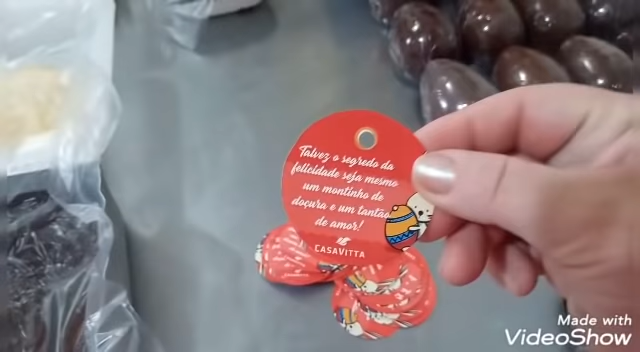 Talvez o segredo da
felicidade seja mesmo
um montinho de
doçura e um tantão
de amor!
CASAVITTA
Made with
VideoShow